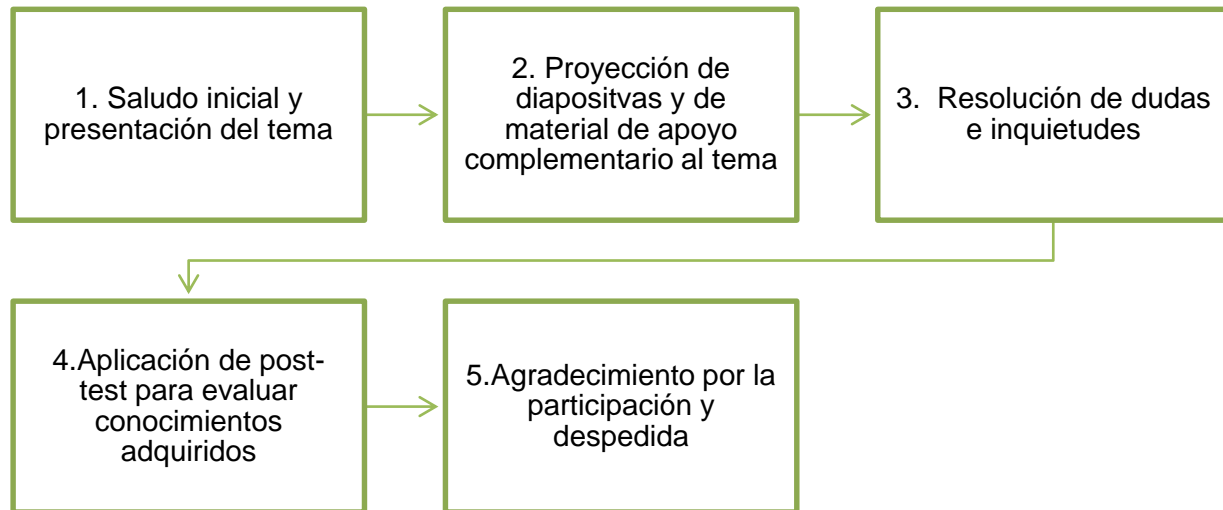 1. Saludo inicial y
presentación del tema
2. Proyección de
diapositvas y de
material de apoyo
complementario al tema
3. Resolución de dudas
e inquietudes
4.Aplicación de post-
test para evaluar
conocimientos
adquiridos
5.Agradecimiento por la
participación y
despedida